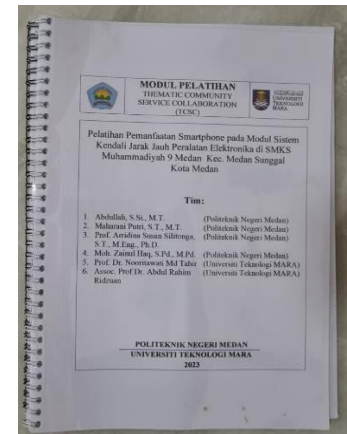 MODUL PELATIHAN
THEMATIC COMMUNITY
SERVICE COLLABORATION
(TCSC)
UNIVERSITI
TEKNOLOGI
MARA
Pelatihan Pemanfaatan Smartphone pada Modul Sistem
Kendali Jarak Jauh Peralatan Elektronika di SMKS
Muhammadiyah 9 Medan Kec. Medan Sunggal
Kota Medan
Tim:
1. Abdullah, S.Si., M.T. (Politeknik Negeri Medan)
2. Maharani Putri, S.T., M.T. (Politeknik Negeri Medan)
3. Prof. Arridina Susan Silitonga, (Politeknik Negeri Medan)
S.T., M.Eng., Ph.D.
4. Moh. Zainul Haq, S.Pd., M.Pd. (Politeknik Negeri Medan)
5. Prof. Dr. Nooritawati Md Tahir (Universiti Teknologi MARA)
6. Assoc. Prof Dr. Abdul Rahim (Universiti Teknologi MARA)
Ridzuan
POLITEKNIK NEGERI MEDAN
UNIVERSITI TEKNOLOGI MARA
2023